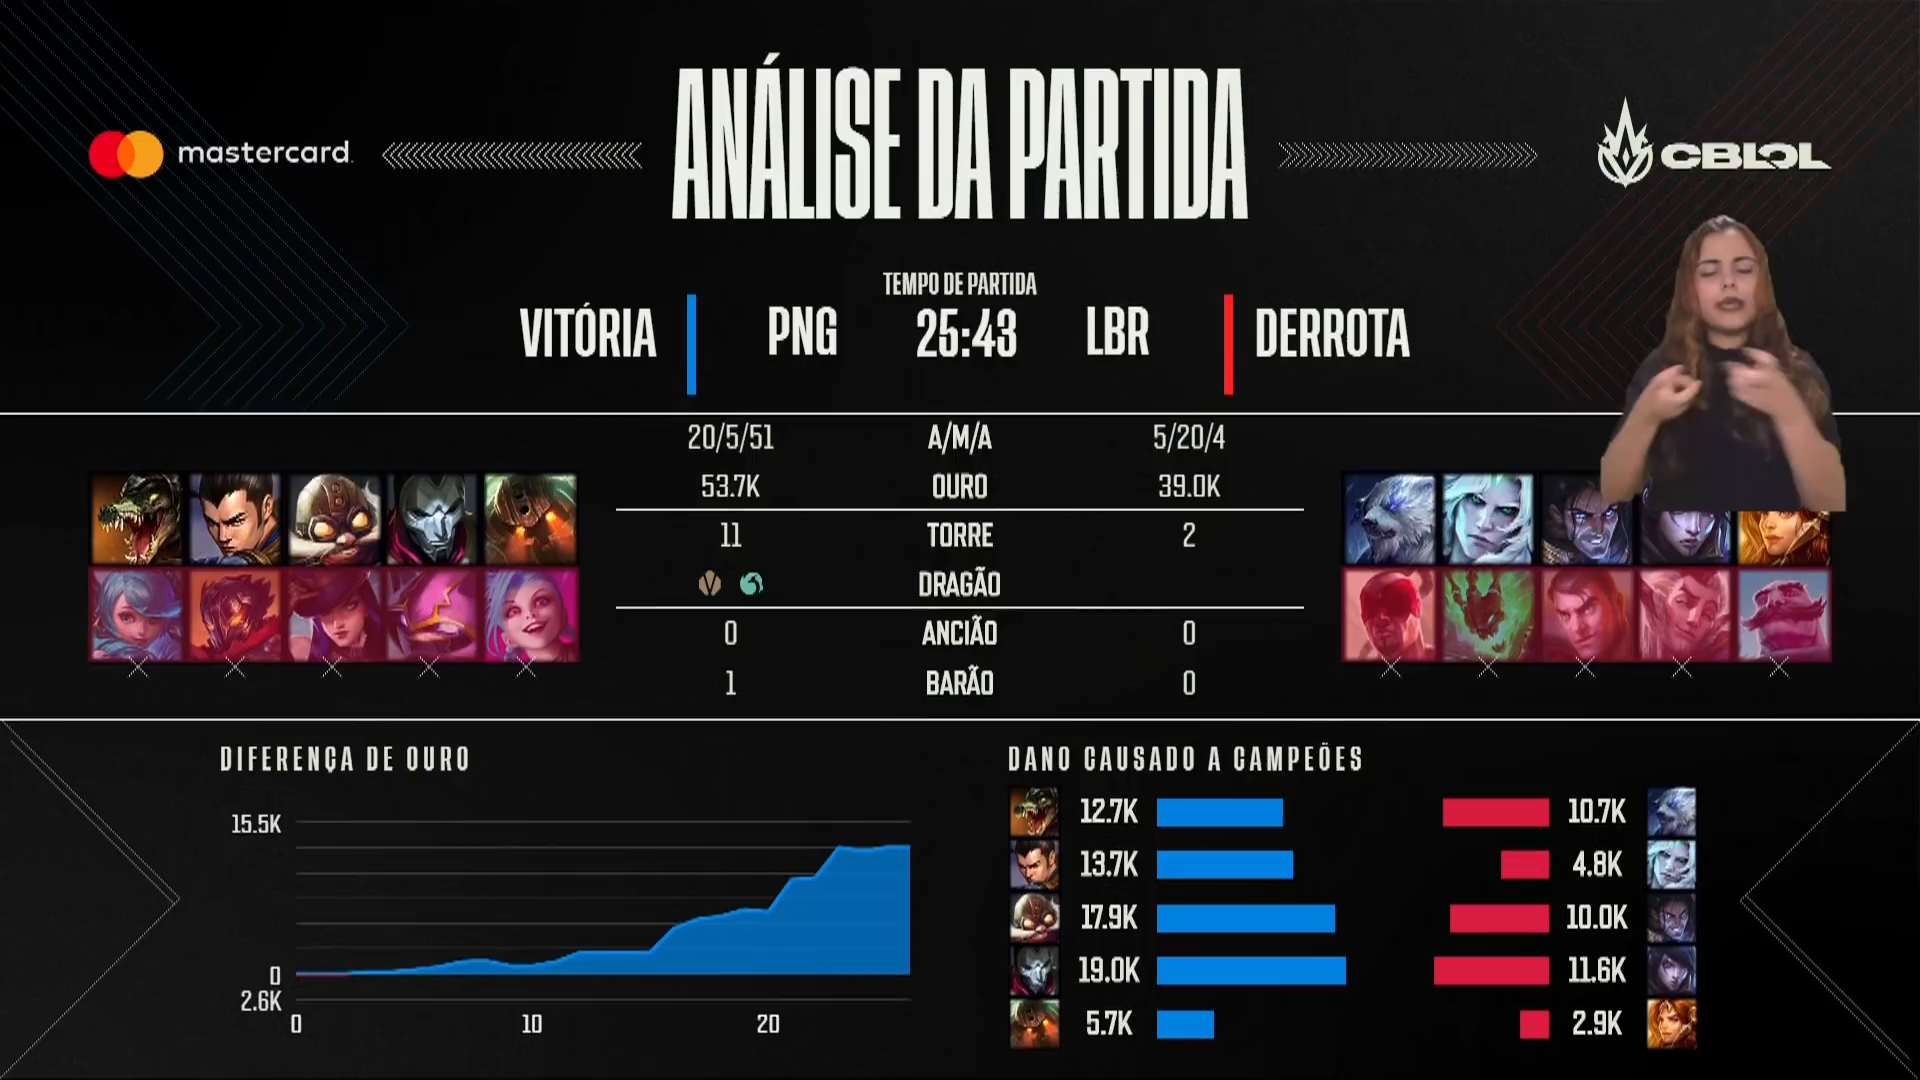 ANÁLISE DA PARTIDA
mastercard.
CBLOL
TEMPO DE PARTIDA
VITÓRIA PNG 25:43 LBR DERROTA
20/5/51 A/M/A 5/20/4
53.7K OURO 39.0K
11 TORRE 2
DRAGÃO
0 ANCIÃO 0
1 BARÃO 0
DIFERENÇA DE OURO
15.5K
0
2.6K
0 10 20
DANO CAUSADO A CAMPEÕES
12.7K 10.7K
13.7K 4.8K
17.9K 10.0K
19.0K 11.6K
5.7K 2.9K